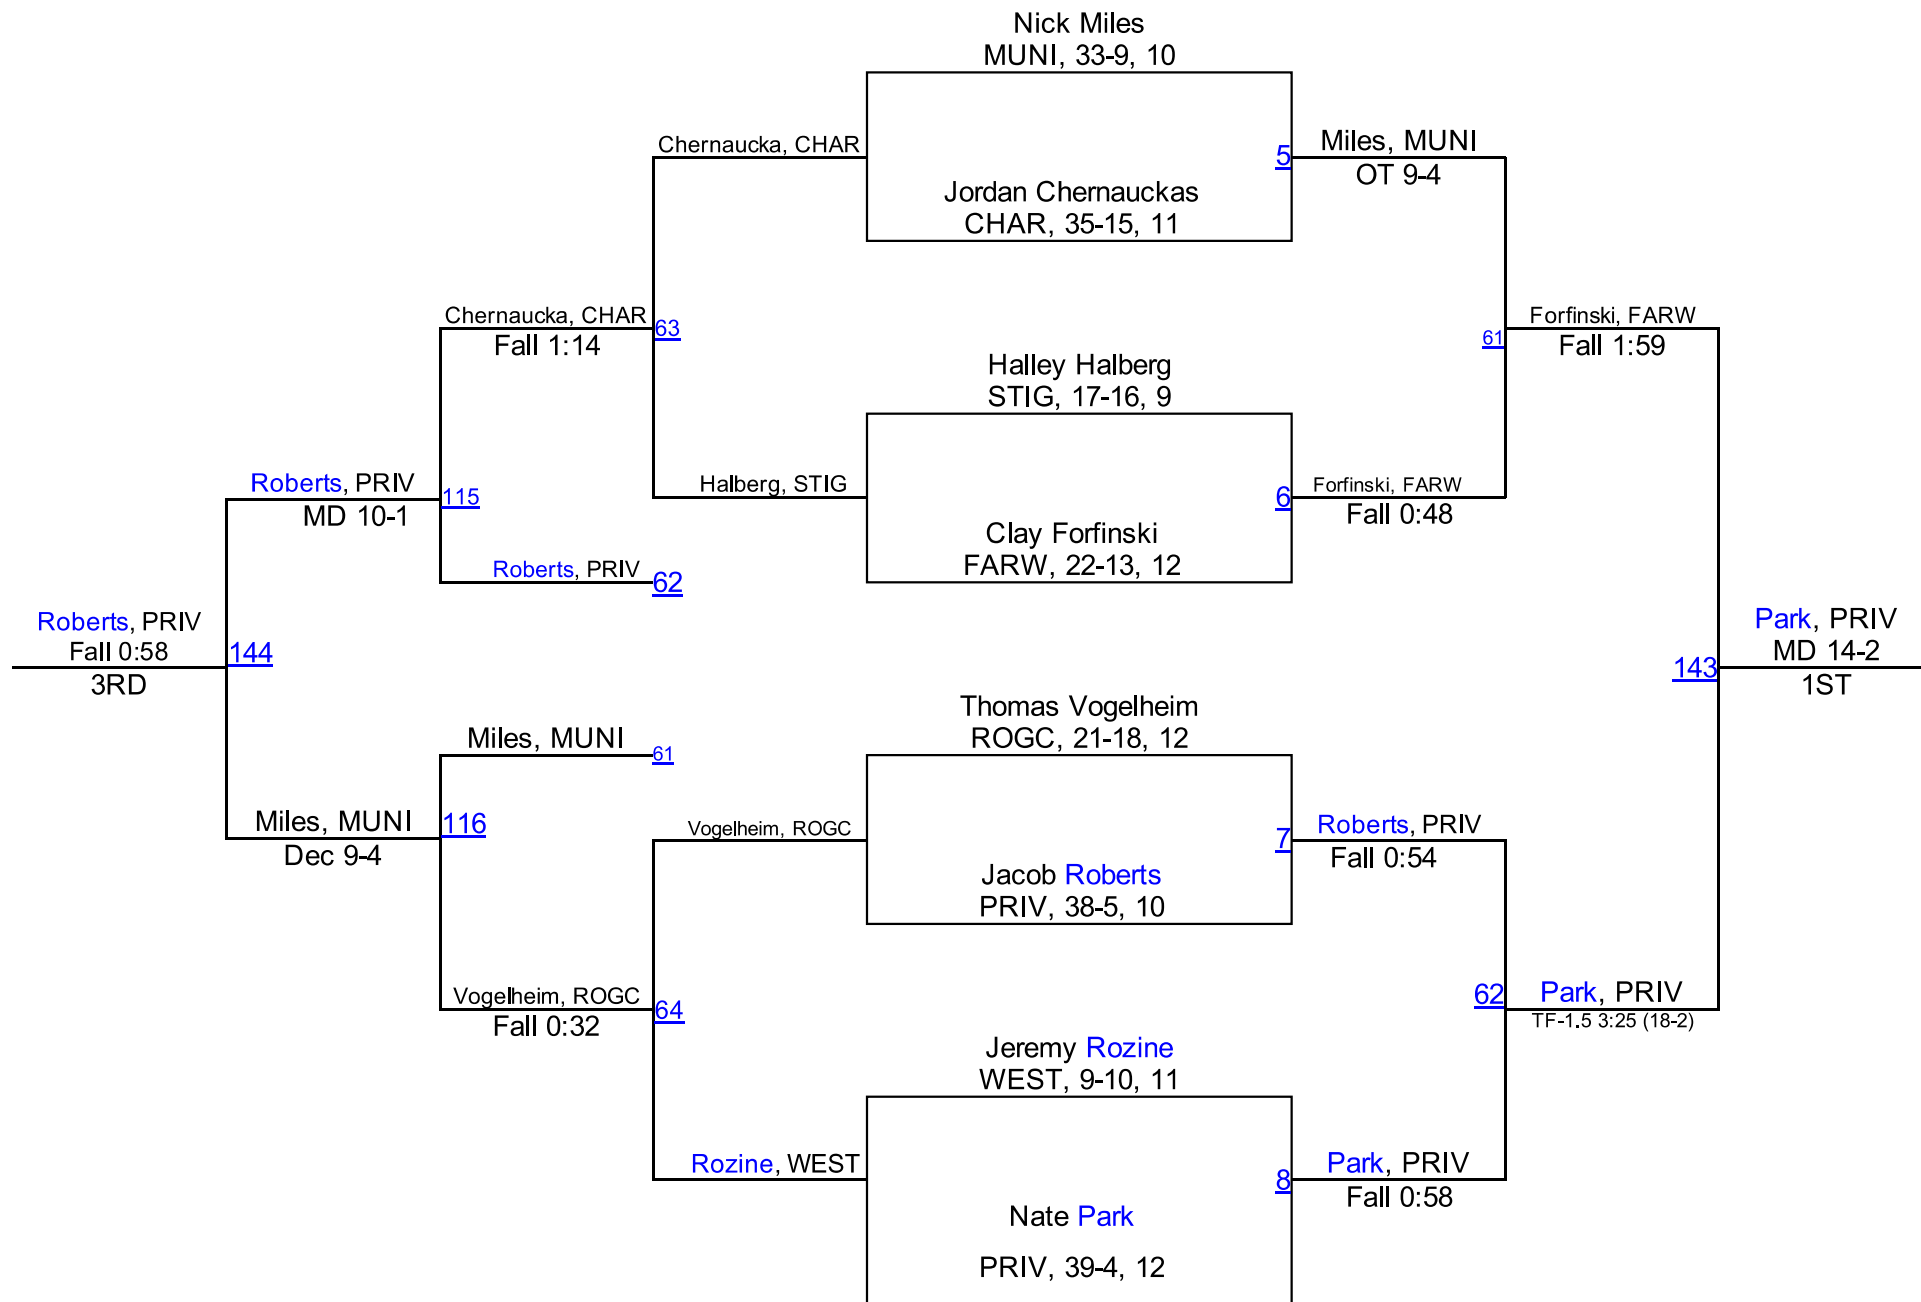 Nick Miles
MUNI, 33-9, 10
Chernaucka, CHAR
5
Miles, MUNI
OT 9-4
Jordan Chernauckas
CHAR, 35-15, 11
Chernaucka, CHAR
Fall 1:14
63
61
Forfinski, FARW
Fall 1:59
Halley Halberg
STIG, 17-16, 9
Roberts, PRIV
MD 10-1
115
Halberg, STIG
6
Forfinski, FARW
Fall 0:48
Clay Forfinski
FARW, 22-13, 12
Roberts, PRIV
62
Roberts, PRIV
Fall 0:58
3RD
144
143
Park, PRIV
MD 14-2
1ST
Thomas Vogelheim
ROGC, 21-18, 12
Miles, MUNI
61
Miles, MUNI
Dec 9-4
116
Vogelheim, ROGC
7
Roberts, PRIV
Fall 0:54
Jacob Roberts
PRIV, 38-5, 10
Vogelheim, ROGC
Fall 0:32
64
62
Park, PRIV
TF-1.5 3:25 (18-2)
Jeremy Rozine
WEST, 9-10, 11
Rozine, WEST
8
Park, PRIV
Fall 0:58
Nate Park
PRIV, 39-4, 12